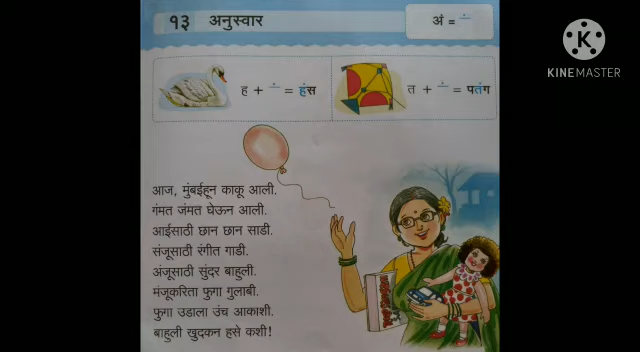 १३ अनुस्वार
अं = ं
ह + ं = हंस
त + ं = पतंग
आज, मुंबईहून काकू आली.
गंमत जंमत घेऊन आली.
आईसाठी छान छान साडी.
संजूसाठी रंगीत गाडी.
अंजूसाठी सुंदर बाहुली.
मंजूकरिता फुगा गुलाबी.
फुगा उडाला उंच आकाशी.
बाहुली खुदकन हसे कशी!
K
KINEMASTER